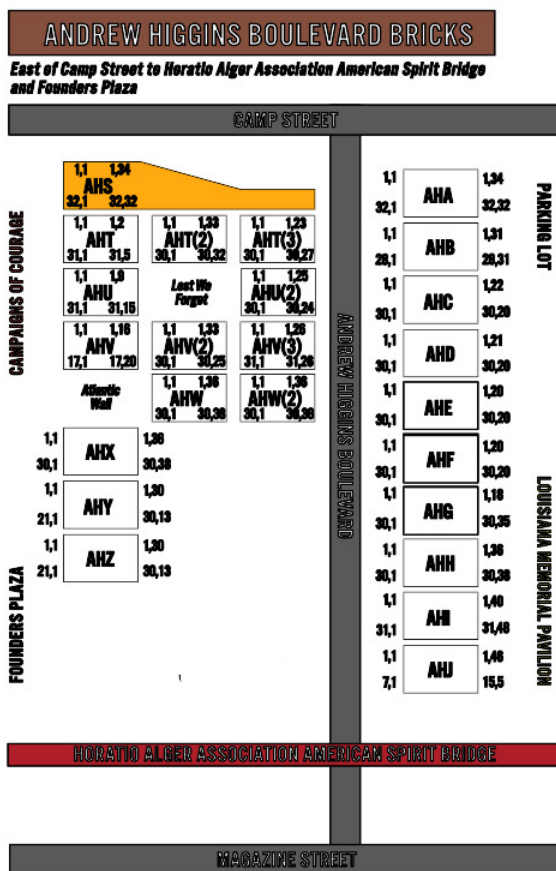 ANDREW HIGGINS BOULEVARD BRICKS
East of Camp Street to Horatio Alger Association American Spirit Bridge
and Founders Plaza
CAMP STREET
CAMPAIGNS OF COURAGE
FOUNDERS PLAZA
1,1 1,34
AHS
32,1 32,32
1,1 1,2
AHT
31,1 31,5
1,1 1,33
AHT(2)
30,1 30,32
1,1 1,23
AHT(3)
30,1 30,27
1,1 1,9
AHU
31,1 31,15
Lest We
Forget
1,1 1,25
AHU(2)
30,1 30,24
1,1 1,16
AHV
17,1 17,20
1,1 1,33
AHV(2)
30,1 30,25
1,1 1,26
AHV(3)
31,1 31,26
Atlantic
Wall
1,1 1,36
AHW
30,1 30,36
1,1 1,36
AHW(2)
30,1 30,36
1,1 1,36
AHX
30,1 30,38
1,1 1,30
AHY
21,1 30,13
1,1 1,30
AHZ
21,1 30,13
ANDREW HIGGINS BOULEVARD
1,1 1,34
AHA
32,1 32,32
1,1 1,31
AHB
28,1 28,31
1,1 1,22
AHC
30,1 30,20
1,1 1,21
AHD
30,1 30,20
1,1 1,20
AHE
30,1 30,20
1,1 1,20
AHF
30,1 30,20
1,1 1,18
AHG
30,1 30,35
1,1 1,36
AHH
30,1 30,36
1,1 1,40
AHI
31,1 31,48
1,1 1,46
AHJ
7,1 15,5
PARKING LOT
LOUISIANA MEMORIAL PAVILION
HORATIO ALGER ASSOCIATION AMERICAN SPIRIT BRIDGE
MAGAZINE STREET